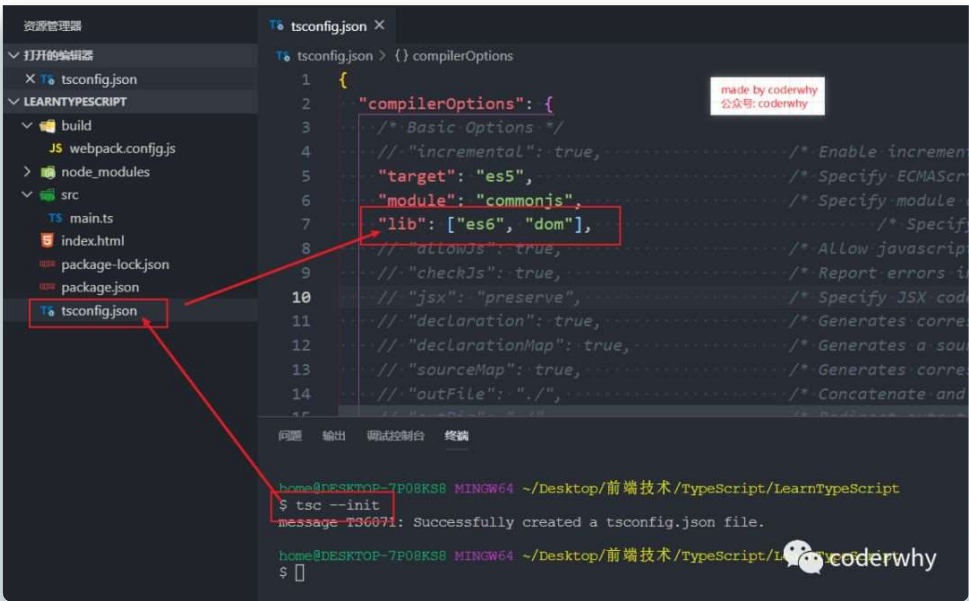 资源管理器
打开的编辑器
tsconfig.json
LEARNTYPESCRIPT
build
JS webpack.confjg.js
node_modules
src
TS main.ts
index.html
package-lock.json
package.json
tsconfig.json
tsconfig.json ×
tsconfig.json > {} compilerOptions
made by coderwhy
公众号: coderwhy
1 {
2 "compilerOptions": {
3 /* Basic Options */
4 // "incremental": true, /* Enable incremen
5 "target": "es5", /* Specify ECMAScr
6 "module": "commonjs", /* Specify module
7 "lib": ["es6", "dom"], /* Specif
8 // "allowJs": true, /* Allow javascrip
9 // "checkJs": true, /* Report errors i
10 // "jsx": "preserve", /* Specify JSX cod
11 // "declaration": true, /* Generates corre
12 // "declarationMap": true, /* Generates a sou
13 // "sourceMap": true, /* Generates corre
14 // "outFile": "./", /* Concatenate and
问题 输出 调试控制台 终端
home@DESKTOP-7P08KS8 MINGW64 ~/Desktop/前端技术/TypeScript/LearnTypeScript
$ tsc --init
message TS6071: Successfully created a tsconfig.json file.
home@DESKTOP-7P08KS8 MINGW64 ~/Desktop/前端技术/TypeScript/
$
coderwhy